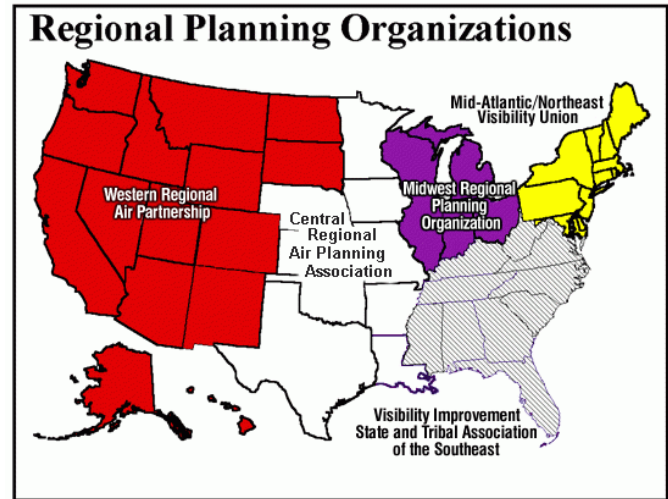 Regional Planning Organizations
Mid-Atlantic/Northeast
Visibility Union
Western Regional
Air Partnership
Midwest Regional
Planning
Organization
Central
Regional
Air Planning
Association
Visibility Improvement
State and Tribal Association
of the Southeast